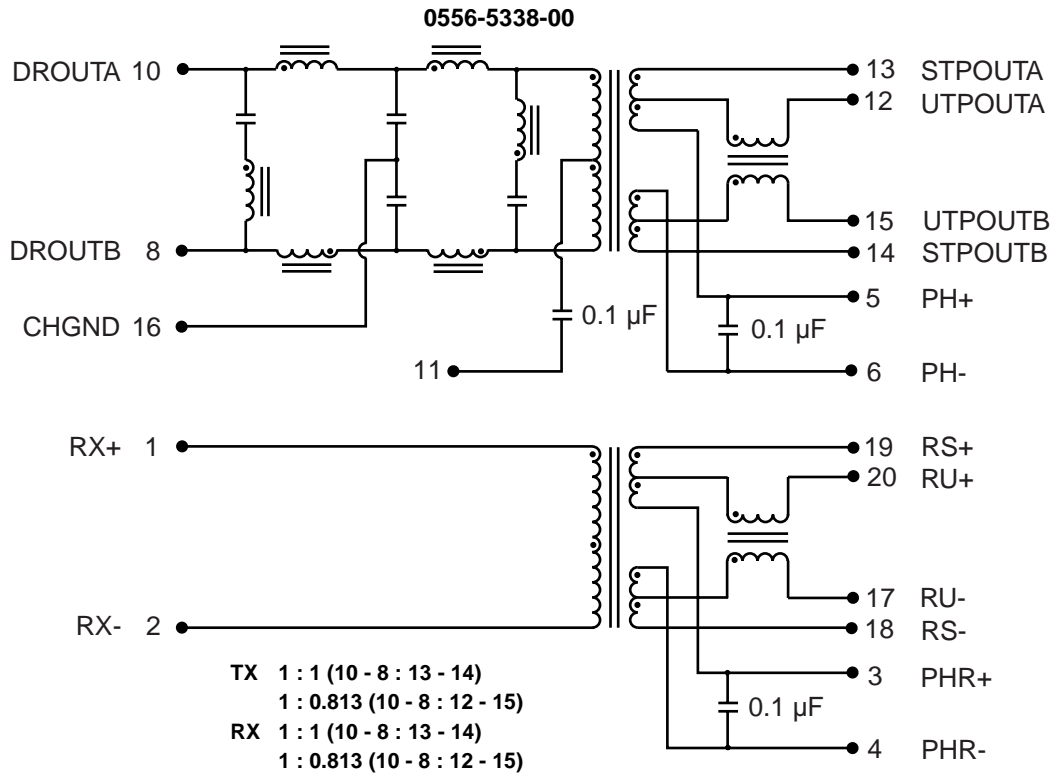 0556-5338-00
DROUTA 10
13 STPOUTA
12 UTPOUTA
15 UTPOUTB
DROUTB 8
14 STPOUTB
5 PH+
CHGND 16
0.1 µF
0.1 µF
11
6 PH-
RX+ 1
19 RS+
20 RU+
17 RU-
RX- 2
18 RS-
TX 1 : 1 (10 - 8 : 13 - 14)
3 PHR+
1 : 0.813 (10 - 8 : 12 - 15)
0.1 µF
RX 1 : 1 (10 - 8 : 13 - 14)
4 PHR-
1 : 0.813 (10 - 8 : 12 - 15)